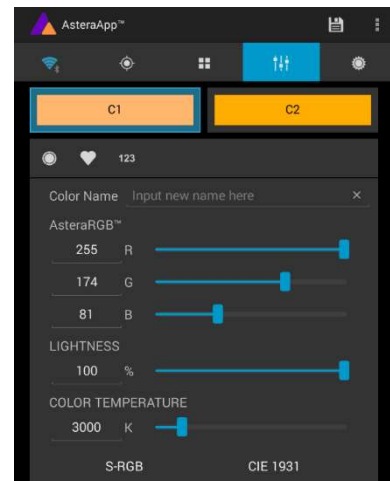 AsteraApp™
C1 C2
123
Color Name Input new name here ×
AsteraRGB™
255 R
174 G
81 B
LIGHTNESS
100 %
COLOR TEMPERATURE
3000 K
S-RGB CIE 1931